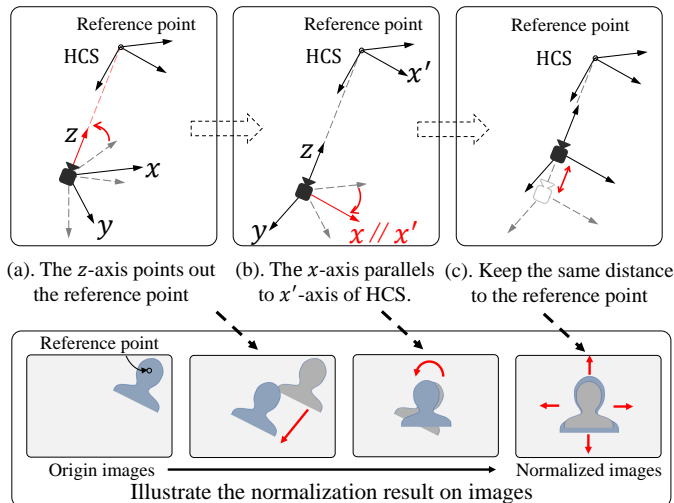 Reference point
HCS
z
x
y
Reference point
HCS
x′
z
y
x // x′
Reference point
HCS
(a). The z-axis points out
the reference point
(b). The x-axis parallels
to x′-axis of HCS.
(c). Keep the same distance
to the reference point
Reference point
Origin images
Normalized images
Illustrate the normalization result on images